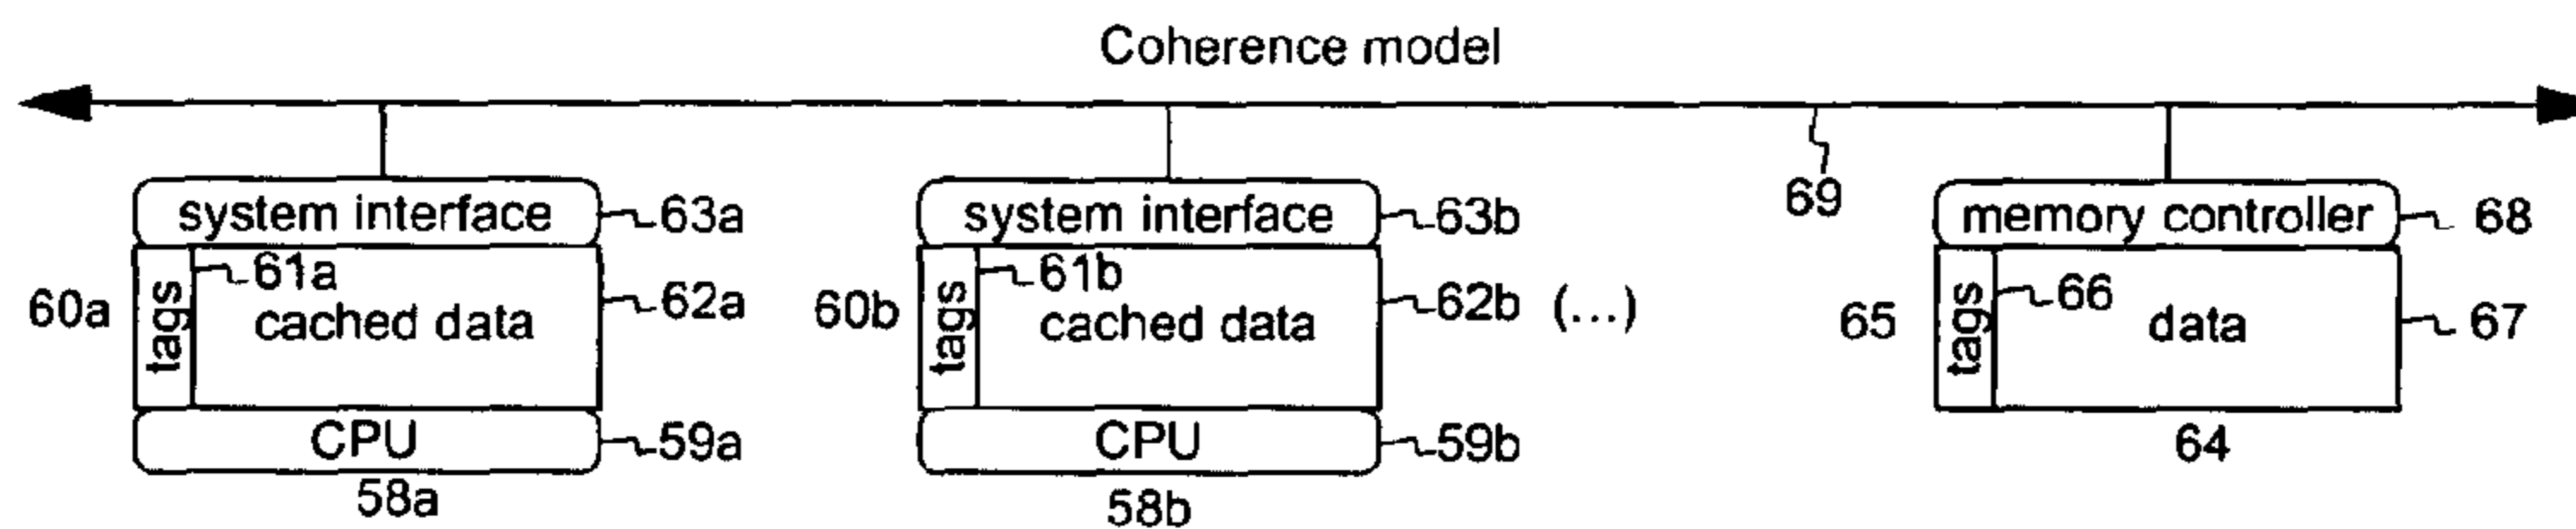 Coherence model
system interface 63a system interface 63b 69 memory controller 68
60a tags 61a cached data 62a 60b tags 61b cached data 62b (...) 65 tags 66 data 67
CPU 59a CPU 59b 64
58a 58b